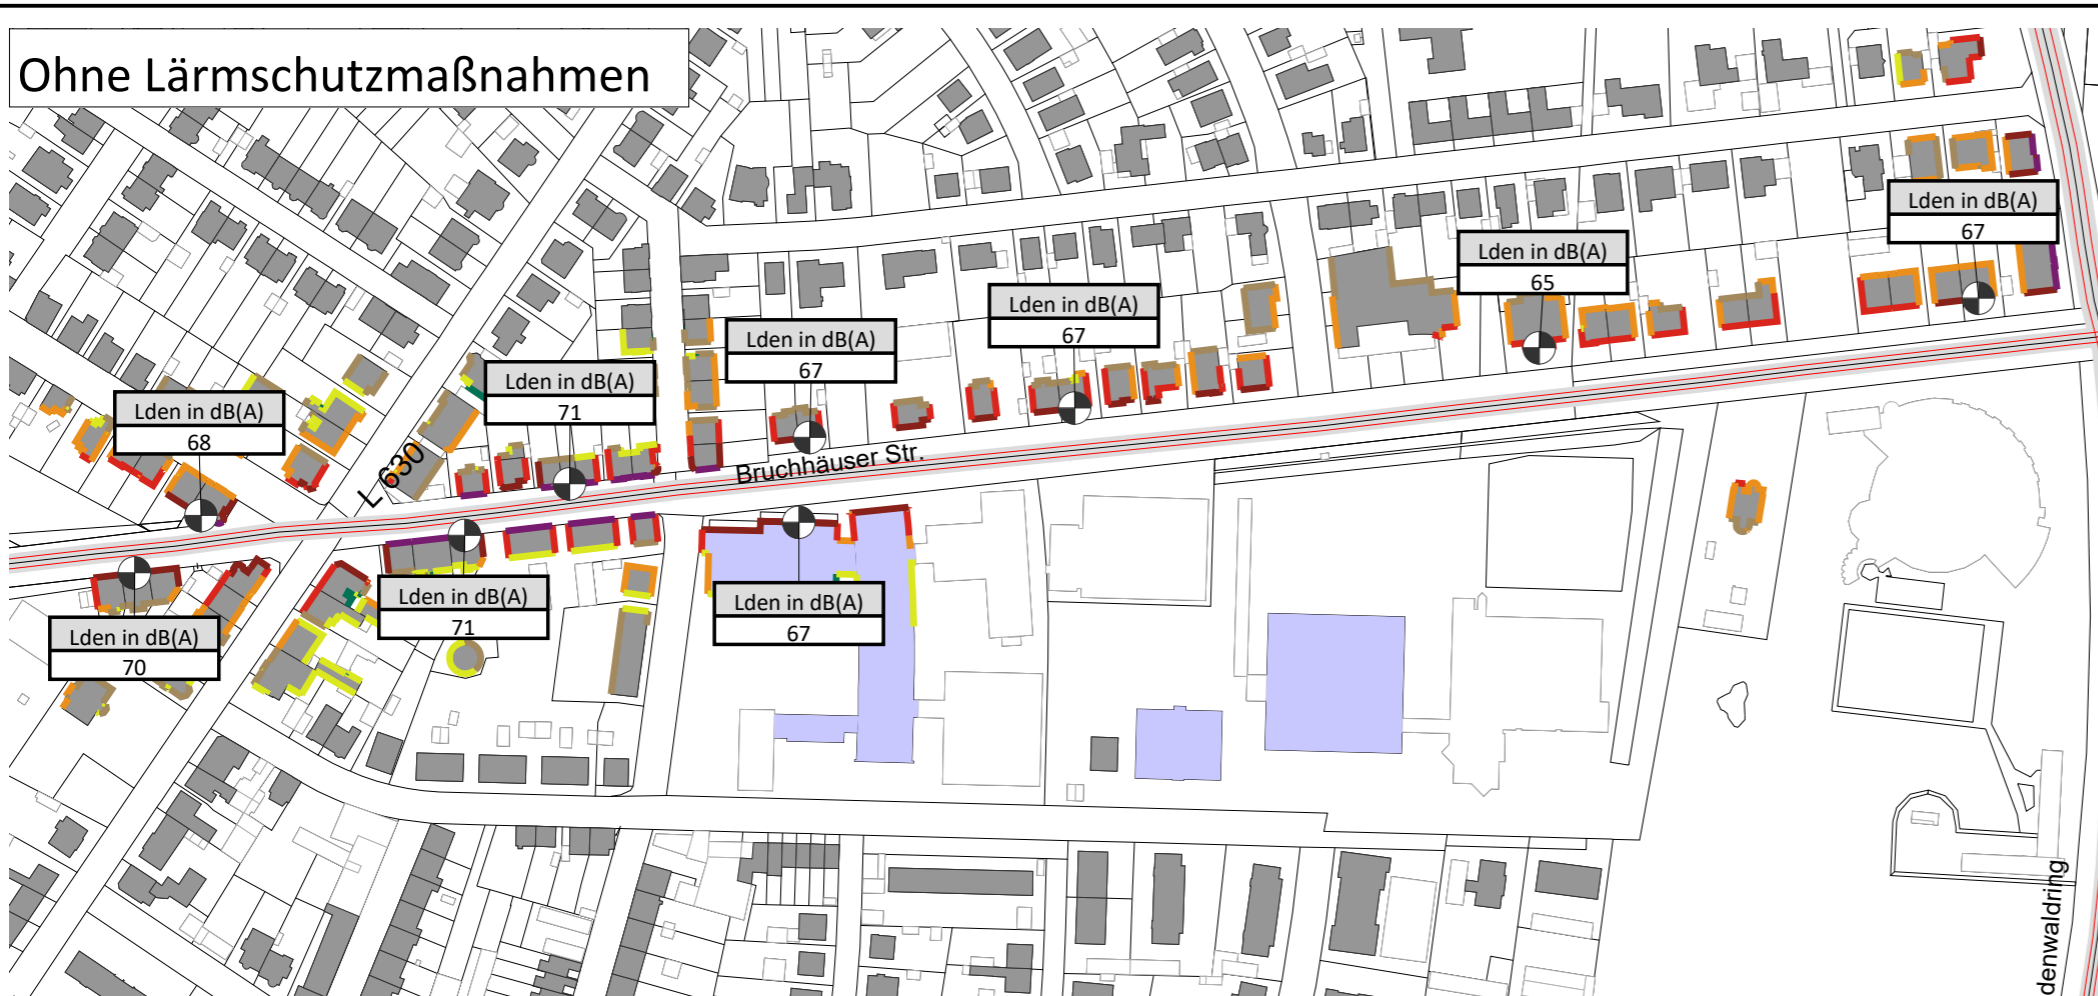 Ohne Lärmschutzmaßnahmen
Lden in dB(A)
67
Lden in dB(A)
65
Lden in dB(A)
67
Lden in dB(A)
67
Lden in dB(A)
71
Lden in dB(A)
68
L 630
Bruchhäuser Str.
Lden in dB(A)
71
Lden in dB(A)
67
Lden in dB(A)
70
denwaldring